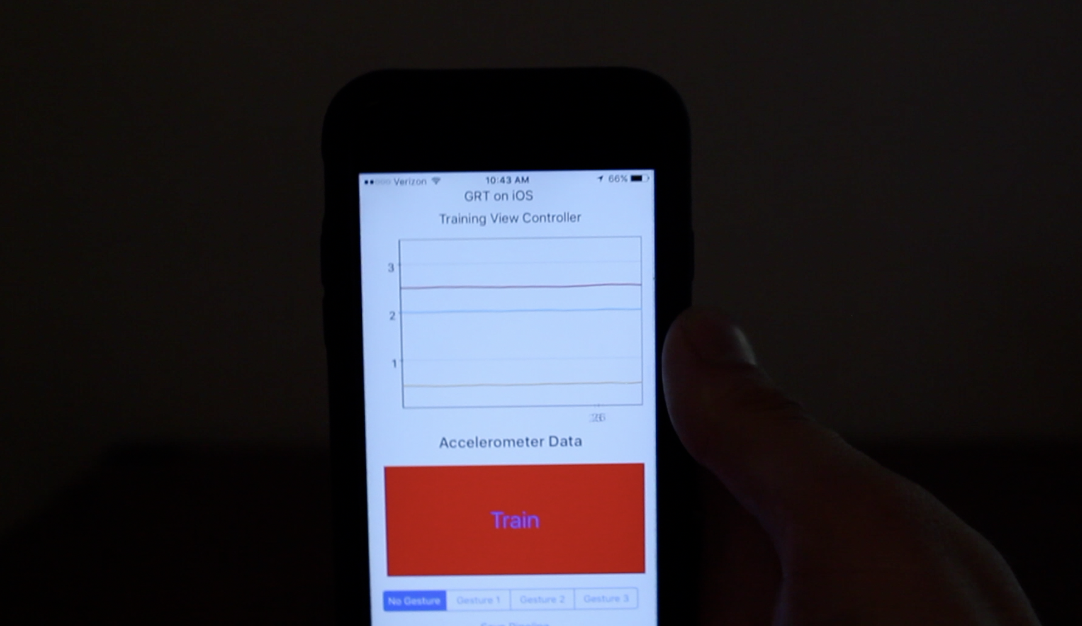 Verizon 10:43 AM 66%
GRT on iOS
Training View Controller
3
2
1
:26
Accelerometer Data
Train
No Gesture Gesture 1 Gesture 2 Gesture 3